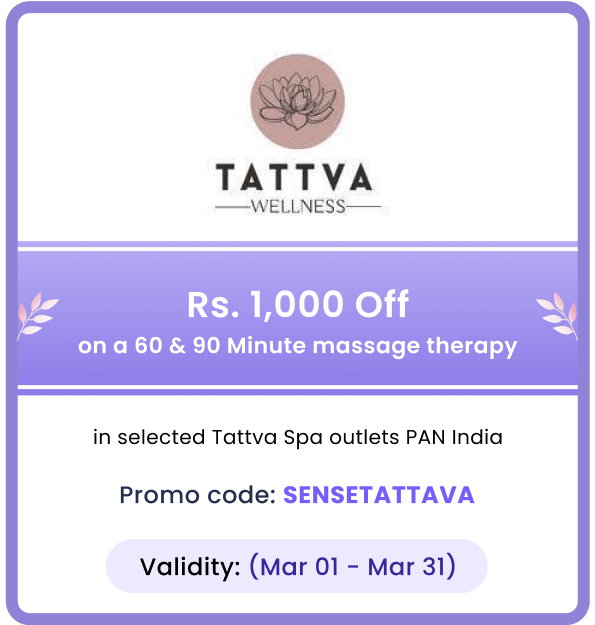 TATTVA
WELLNESS
Rs. 1,000 Off
on a 60 & 90 Minute massage therapy
in selected Tattva Spa outlets PAN India
Promo code: SENSETATTAVA
Validity: (Mar 01 - Mar 31)